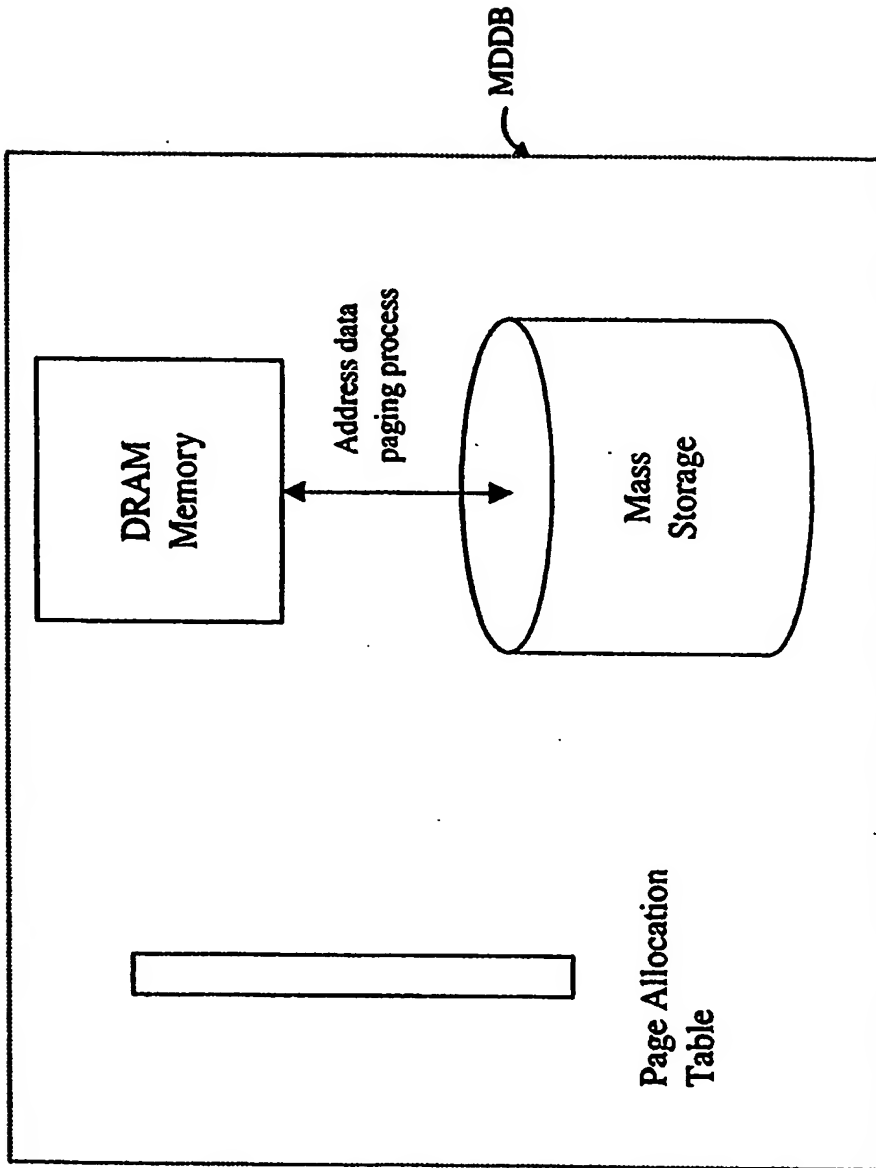 MDDB
DRAM
Memory
Address data
paging process
Mass
Storage
Page Allocation
Table